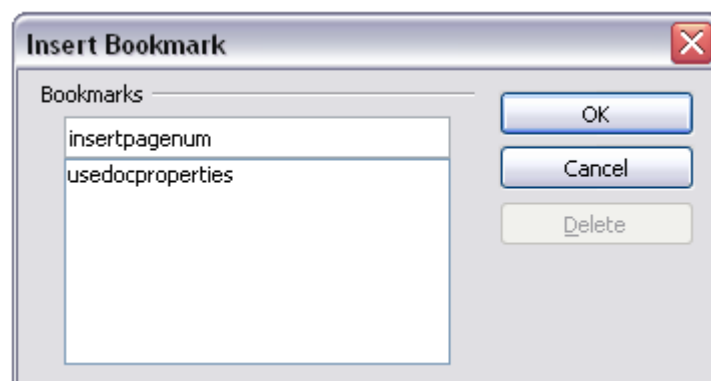 Insert Bookmark
Bookmarks
OK
insertpagenum
Cancel
usedocproperties
Delete